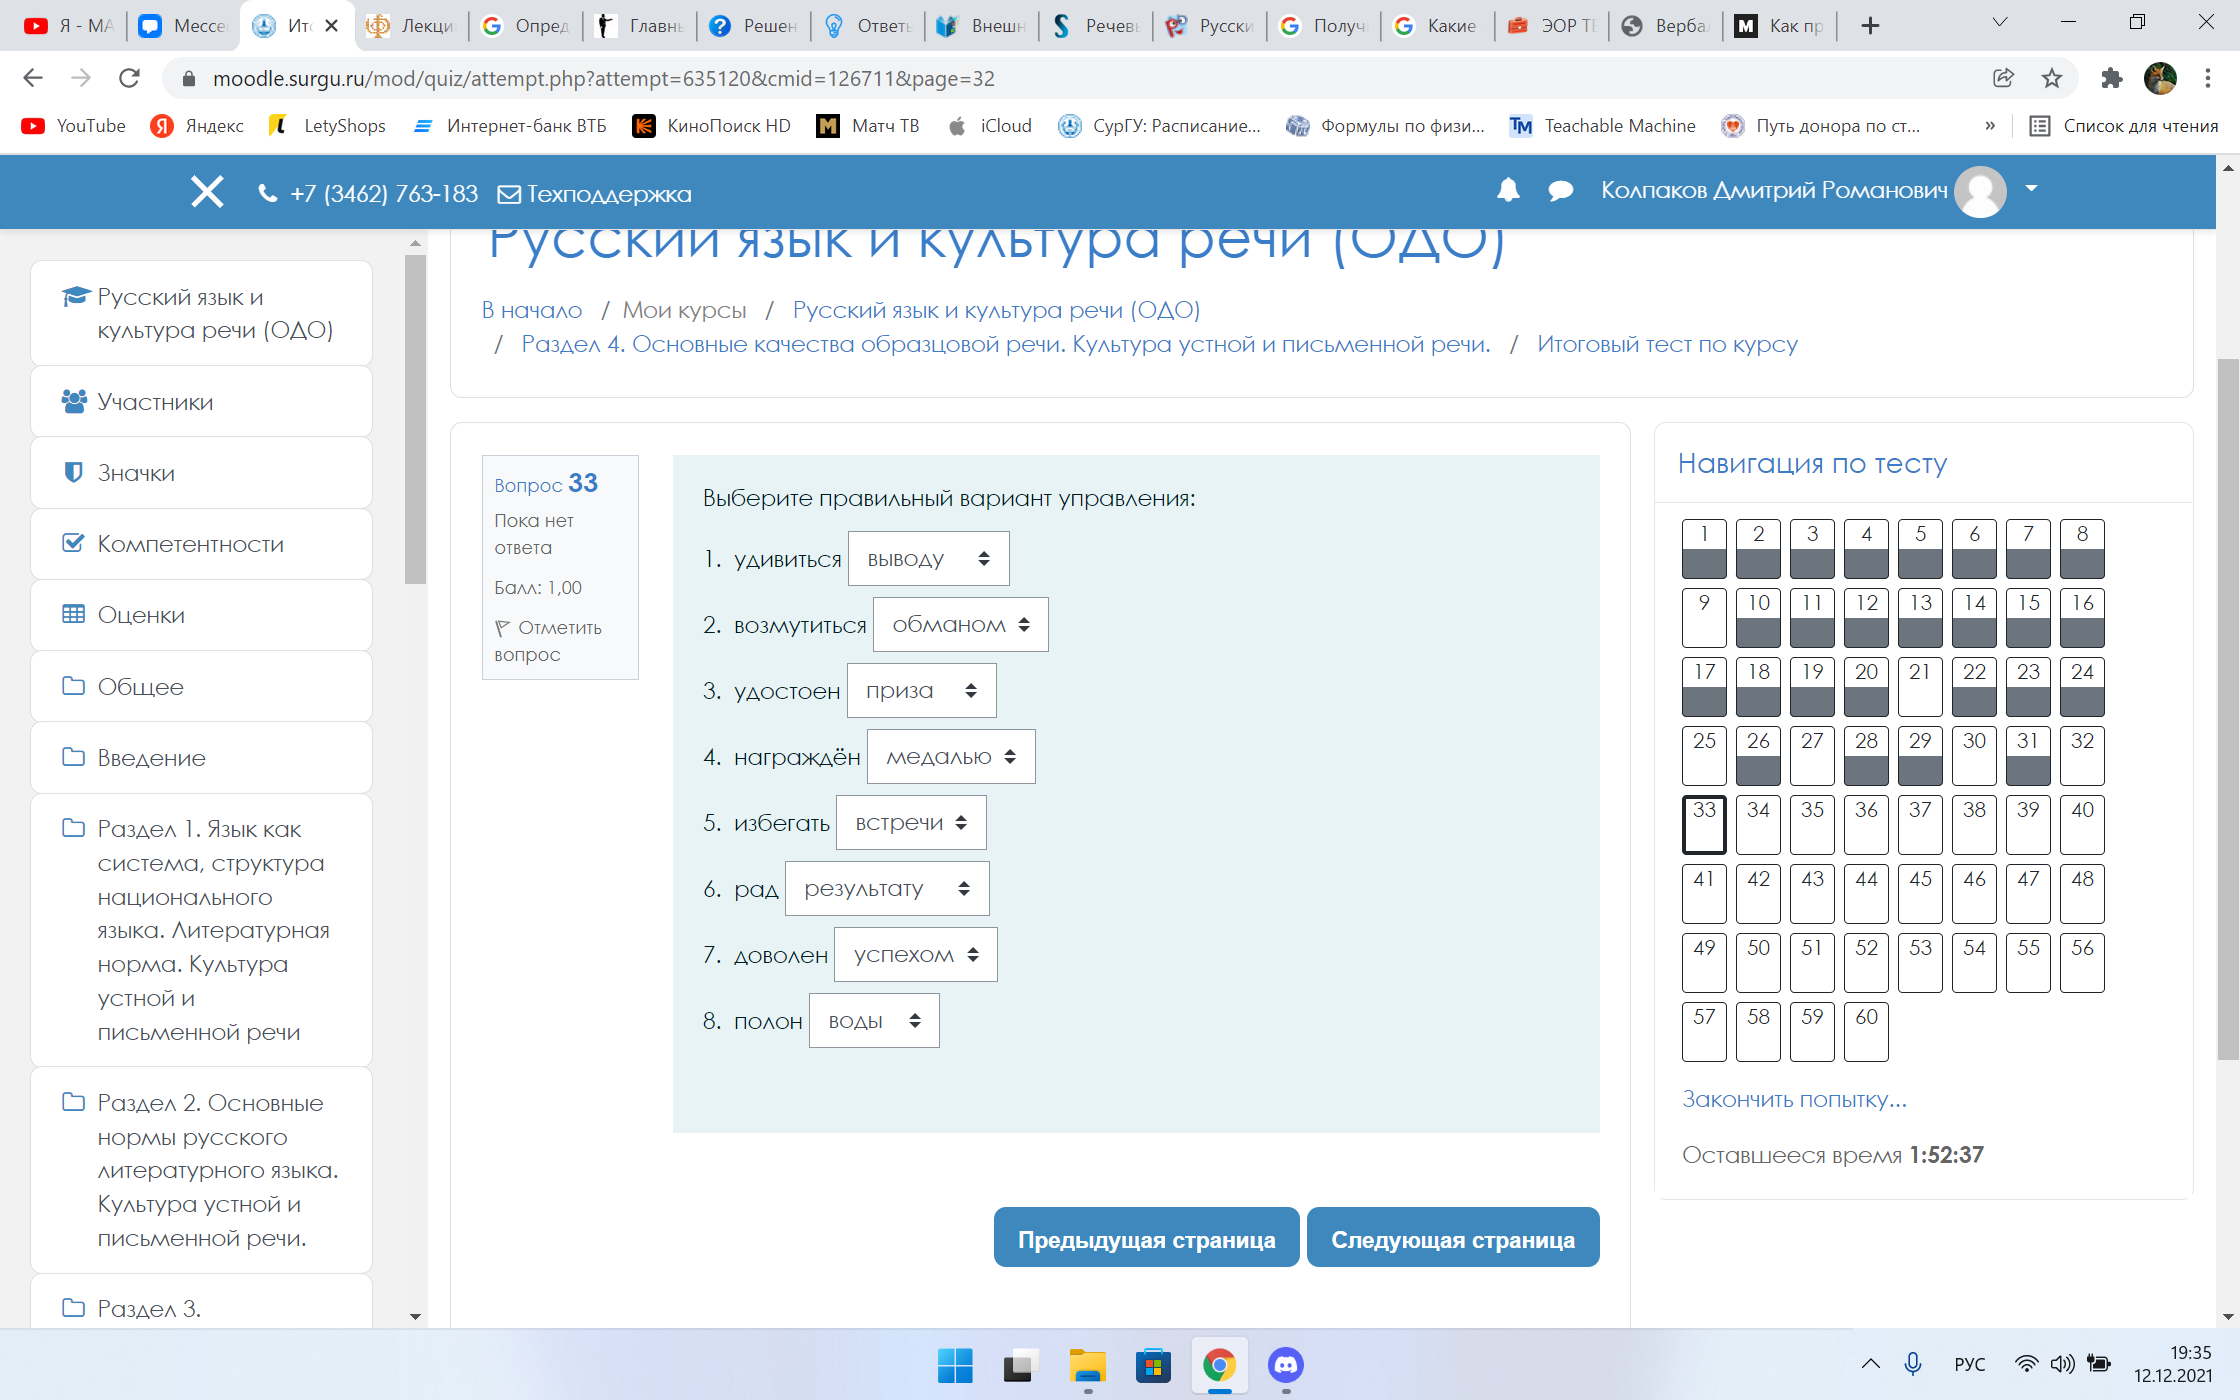 Я - МА
Мессе
Ито
Лекци
Опред
Главны
Решен
Ответы
Внешн
Речевы
Русски
Получ
Какие
ЭОР ТЕ
Вербал
Как пр
moodle.surgu.ru/mod/quiz/attempt.php?attempt=635120&cmid=126711&page=32
YouTube
Яндекс
LetyShops
Интернет-банк ВТБ
КиноПоиск HD
Матч ТВ
iCloud
СурГУ: Расписание...
Формулы по физи...
Teachable Machine
Путь донора по ст...
»
Список для чтения
+7 (3462) 763-183 Техподдержка
Колпаков Дмитрий Романович
Русский язык и
культура речи (ОДО)
Участники
Значки
Компетентности
Оценки
Общее
Введение
Раздел 1. Язык как
система, структура
национального
языка. Литературная
норма. Культура
устной и
письменной речи
Раздел 2. Основные
нормы русского
литературного языка.
Культура устной и
письменной речи.
Раздел 3.
Русский язык и культура речи (ОДО)
В начало / Мои курсы / Русский язык и культура речи (ОДО)
/ Раздел 4. Основные качества образцовой речи. Культура устной и письменной речи. / Итоговый тест по курсу
Вопрос 33
Пока нет
ответа
Балл: 1,00
Отметить
вопрос
Выберите правильный вариант управления:
1. удивиться выводу
2. возмутиться обманом
3. удостоен приза
4. награждён медалью
5. избегать встречи
6. рад результату
7. доволен успехом
8. полон воды
Предыдущая страница
Следующая страница
Навигация по тесту
1 2 3 4 5 6 7 8
9 10 11 12 13 14 15 16
17 18 19 20 21 22 23 24
25 26 27 28 29 30 31 32
33 34 35 36 37 38 39 40
41 42 43 44 45 46 47 48
49 50 51 52 53 54 55 56
57 58 59 60
Закончить попытку...
Оставшееся время 1:52:37
РУС
19:35
12.12.2021